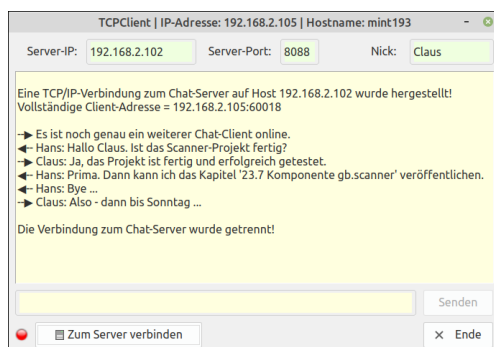 TCPClient | IP-Adresse: 192.168.2.105 | Hostname: mint193
Server-IP: 192.168.2.102 Server-Port: 8088 Nick: Claus
Eine TCP/IP-Verbindung zum Chat-Server auf Host 192.168.2.102 wurde hergestellt!
Vollständige Client-Adresse = 192.168.2.105:60018
--▶ Es ist noch genau ein weiterer Chat-Client online.
◀-- Hans: Hallo Claus. Ist das Scanner-Projekt fertig?
--▶ Claus: Ja, das Projekt ist fertig und erfolgreich getestet.
◀-- Hans: Prima. Dann kann ich das Kapitel '23.7 Komponente gb.scanner' veröffentlichen.
◀-- Hans: Bye ...
--▶ Claus: Also - dann bis Sonntag ...
Die Verbindung zum Chat-Server wurde getrennt!
Senden
Zum Server verbinden Ende